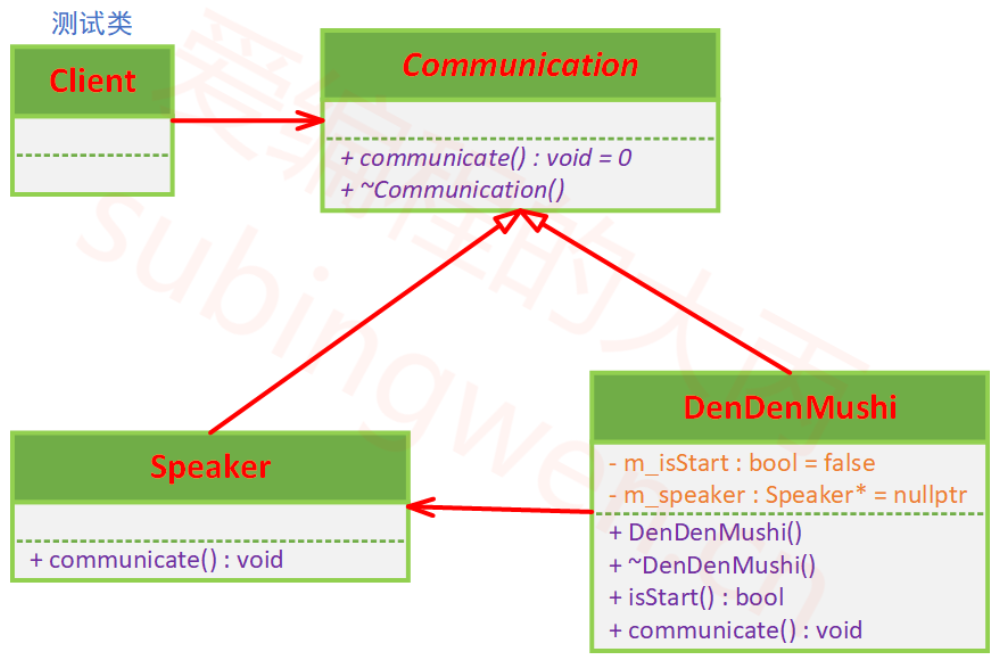 测试类
Client
Communication
+ communicate() : void = 0
+ ~Communication()
Speaker
+ communicate() : void
DenDenMushi
- m_isStart : bool = false
- m_speaker : Speaker* = nullptr
+ DenDenMushi()
+ ~DenDenMushi()
+ isStart() : bool
+ communicate() : void
爱编程的大丙
subingwen.cn